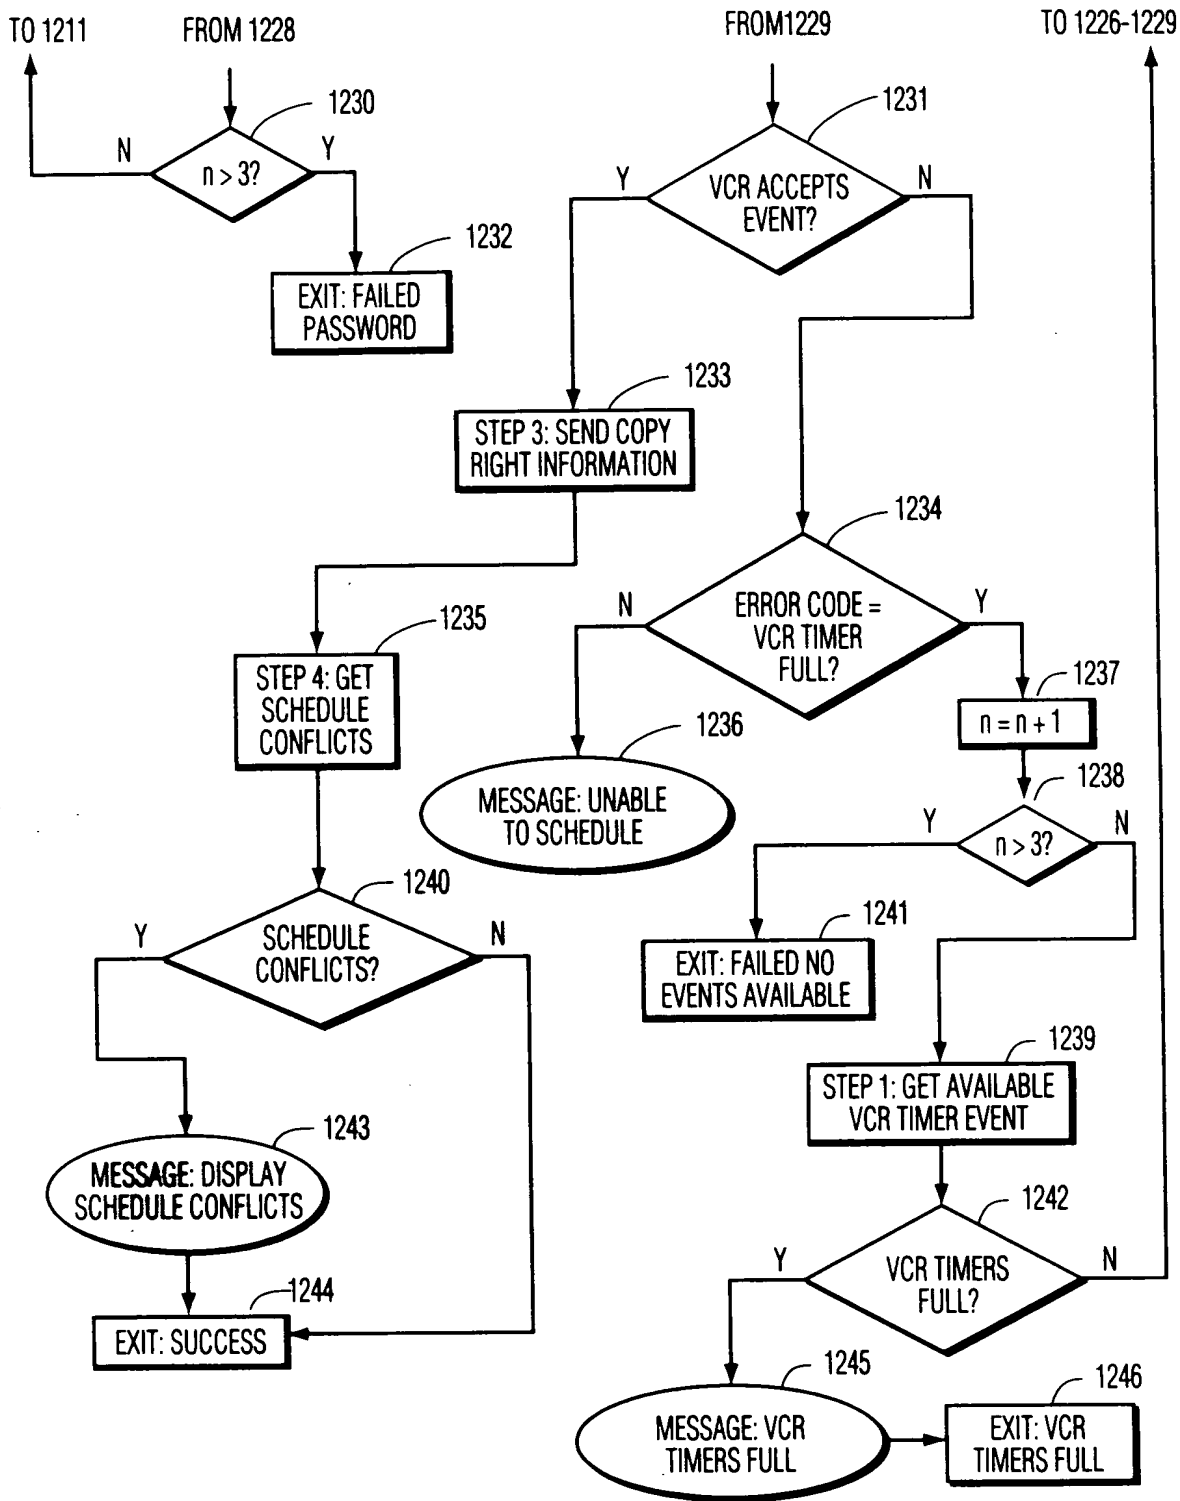 TO 1211
FROM 1228
FROM1229
TO 1226-1229
1230
N
n > 3?
Y
1231
Y
VCR ACCEPTS
EVENT?
N
1232
EXIT: FAILED
PASSWORD
1233
STEP 3: SEND COPY
RIGHT INFORMATION
1234
N
ERROR CODE =
VCR TIMER
FULL?
Y
1235
STEP 4: GET
SCHEDULE
CONFLICTS
1236
MESSAGE: UNABLE
TO SCHEDULE
1237
n = n + 1
1238
Y
n > 3?
N
1240
Y
SCHEDULE
CONFLICTS?
N
1241
EXIT: FAILED NO
EVENTS AVAILABLE
1239
STEP 1: GET AVAILABLE
VCR TIMER EVENT
1243
MESSAGE: DISPLAY
SCHEDULE CONFLICTS
1242
Y
VCR TIMERS
FULL?
N
1244
EXIT: SUCCESS
1245
MESSAGE: VCR
TIMERS FULL
1246
EXIT: VCR
TIMERS FULL